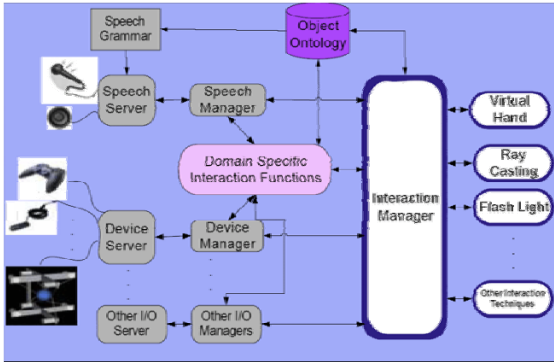 Speech
Grammar
Object
Ontology
Speech
Server
Speech
Manager
Virtual
Hand
Domain Specific
Interaction Functions
Ray
Casting
Interaction
Manager
Flash Light
Device
Server
Device
Manager
Other I/O
Server
Other I/O
Managers
Other Interaction
Techniques